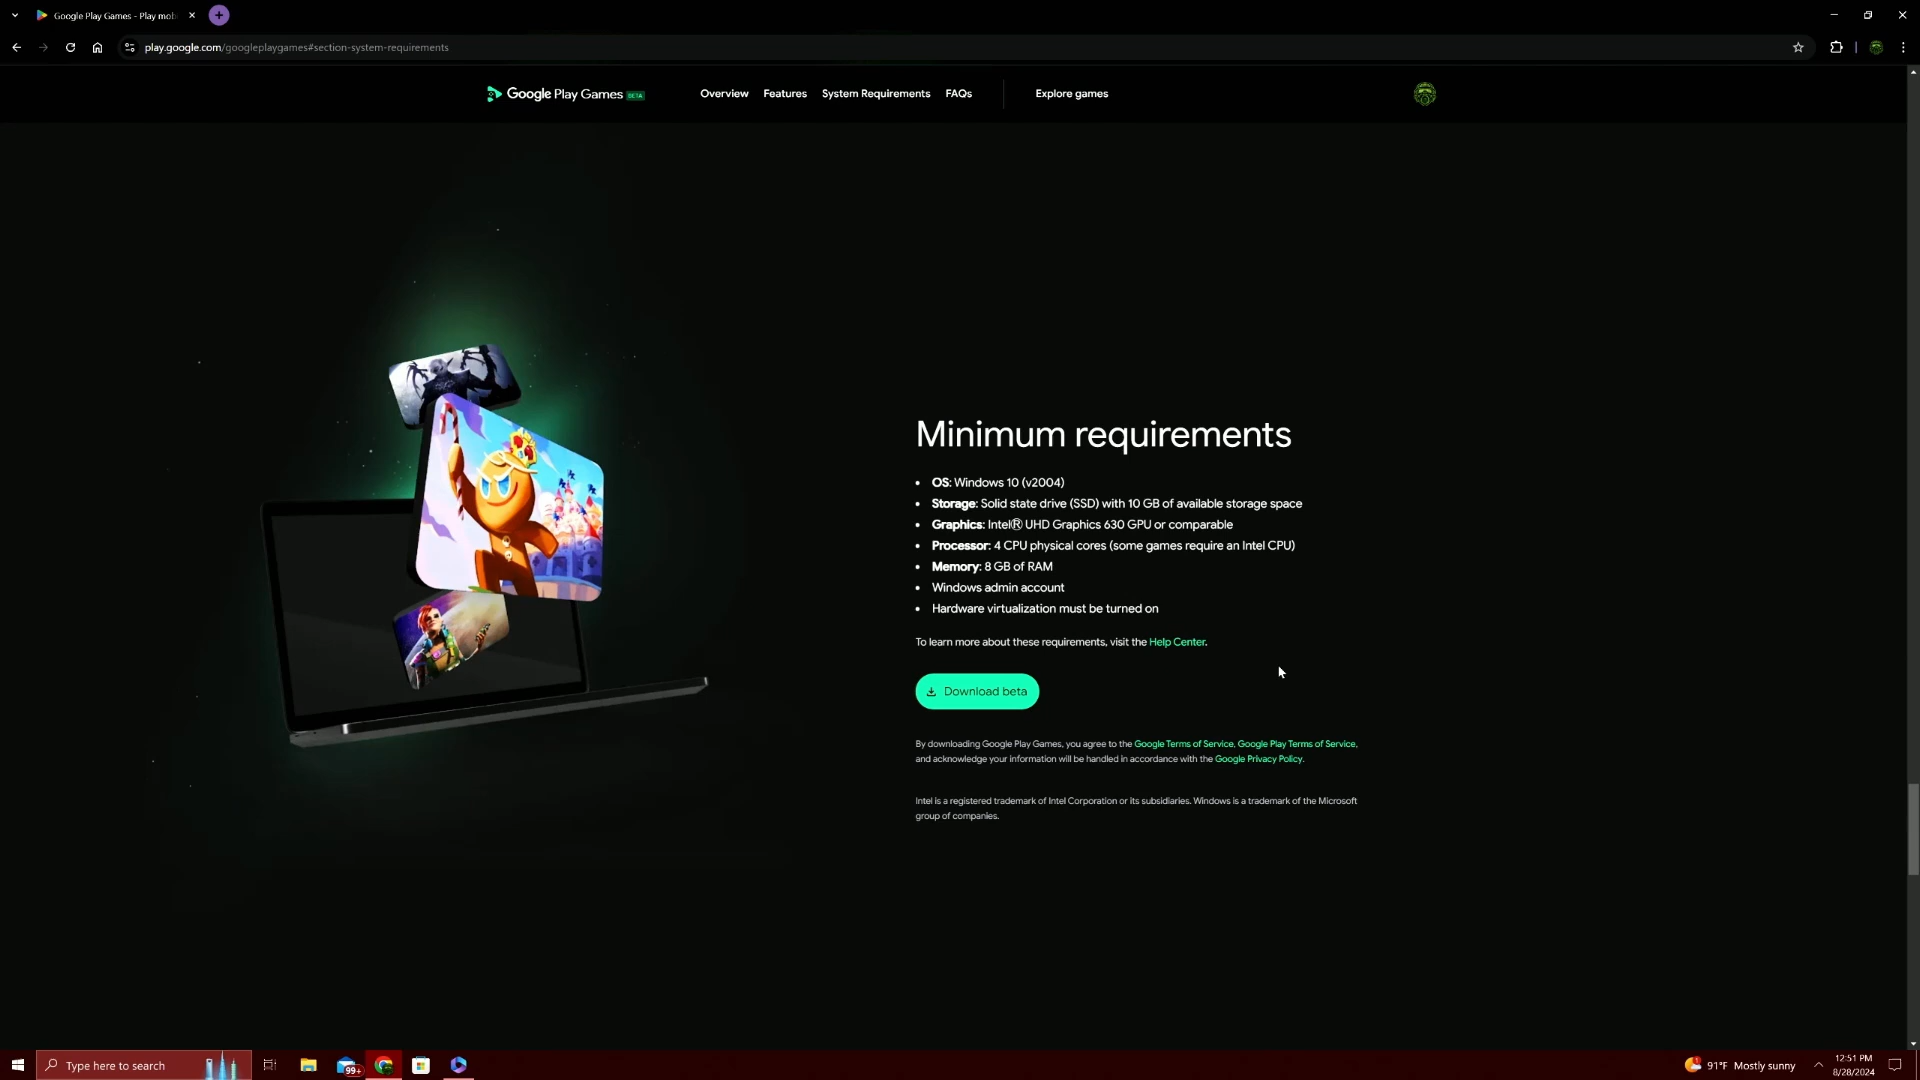 Google Play Games - Play mob
play.google.com/googleplaygames#section-system-requirements
Google Play Games BETA
Overview Features System Requirements FAQs Explore games
Minimum requirements
• OS: Windows 10 (v2004)
• Storage: Solid state drive (SSD) with 10 GB of available storage space
• Graphics: Intel® UHD Graphics 630 GPU or comparable
• Processor: 4 CPU physical cores (some games require an Intel CPU)
• Memory: 8 GB of RAM
• Windows admin account
• Hardware virtualization must be turned on
To learn more about these requirements, visit the Help Center.
Download beta
By downloading Google Play Games, you agree to the Google Terms of Service, Google Play Terms of Service,
and acknowledge your information will be handled in accordance with the Google Privacy Policy.
Intel is a registered trademark of Intel Corporation or its subsidiaries. Windows is a trademark of the Microsoft
group of companies.
Type here to search
99+
91°F Mostly sunny
12:51 PM
8/28/2024